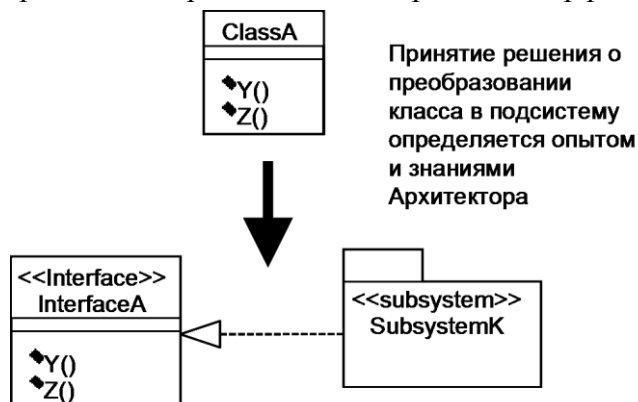 ClassA
Y()
Z()
Принятие решения о
преобразовании
класса в подсистему
определяется опытом
и знаниями
Архитектора
<<Interface>>
InterfaceA
Y()
Z()
<<subsystem>>
SubsystemK